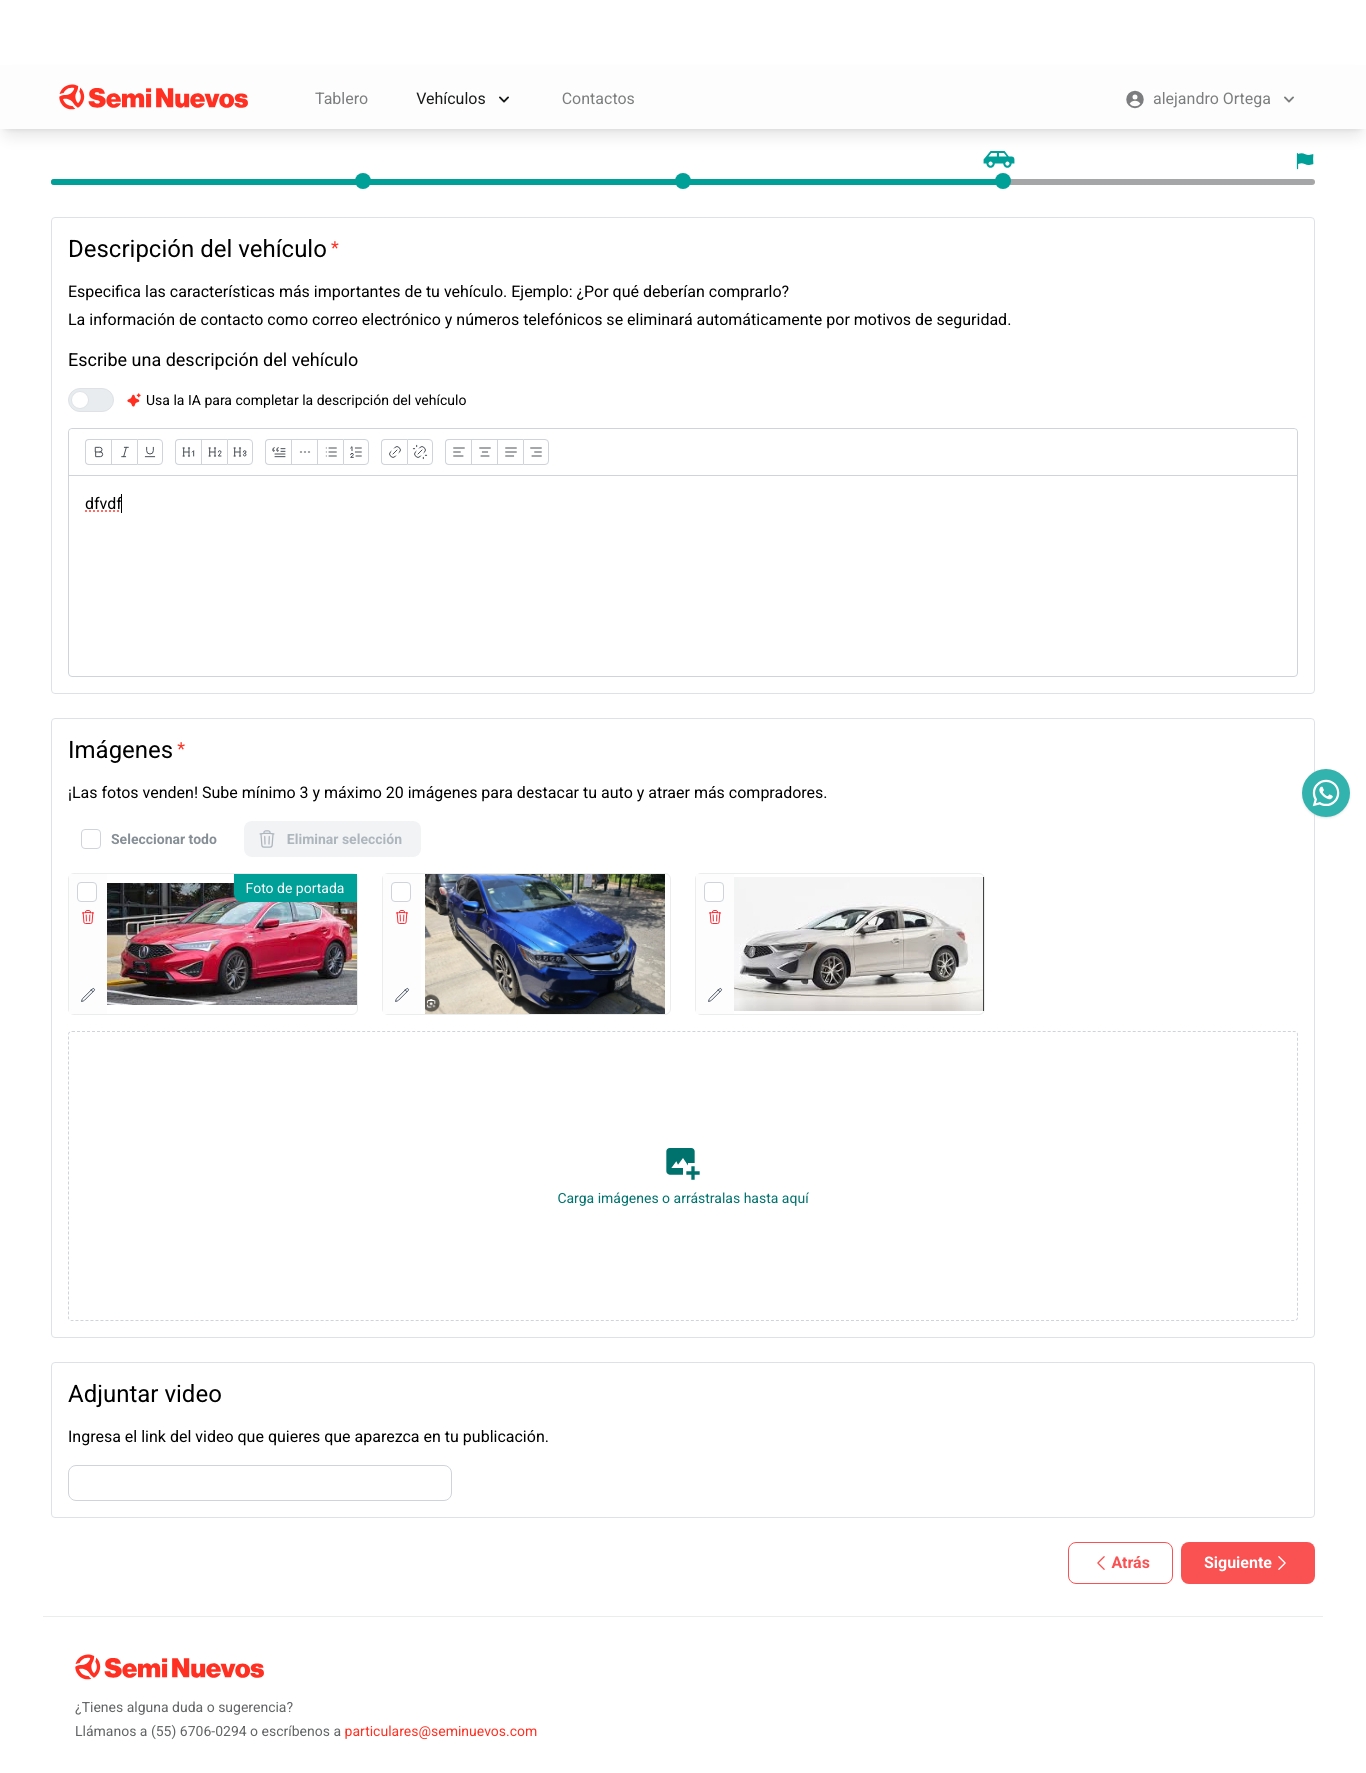 Semi Nuevos
Tablero
Vehículos
Contactos
alejandro Ortega
Descripción del vehículo *
Especifica las características más importantes de tu vehículo. Ejemplo: ¿Por qué deberían comprarlo?
La información de contacto como correo electrónico y números telefónicos se eliminará automáticamente por motivos de seguridad.
Escribe una descripción del vehículo
Usa la IA para completar la descripción del vehículo
B I U H1 H2 H3
dfvdf
Imágenes *
¡Las fotos venden! Sube mínimo 3 y máximo 20 imágenes para destacar tu auto y atraer más compradores.
Seleccionar todo
Eliminar selección
Foto de portada
Carga imágenes o arrástralas hasta aquí
Adjuntar video
Ingresa el link del video que quieres que aparezca en tu publicación.
Atrás
Siguiente
Semi Nuevos
¿Tienes alguna duda o sugerencia?
Llámanos a (55) 6706-0294 o escríbenos a particulares@seminuevos.com